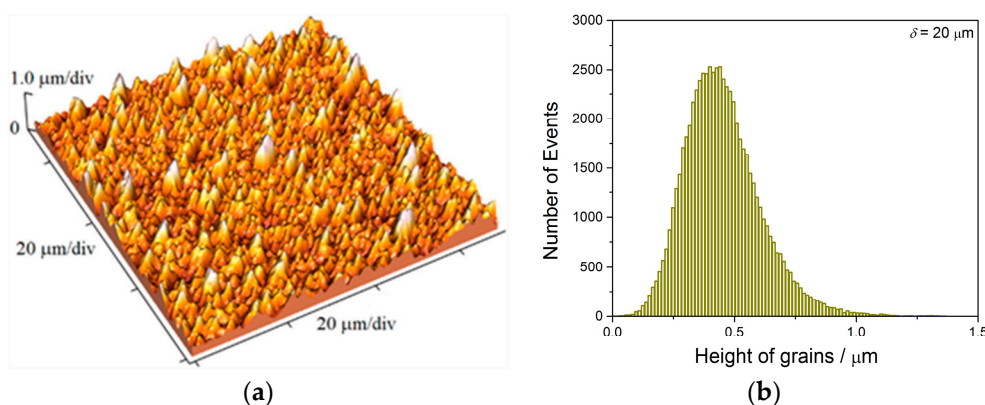 1.0 μm/div
0
20 μm/div
20 μm/div
(a)
δ = 20 μm
3000
2500
2000
1500
1000
500
0
Number of Events
0.0
0.5
1.0
1.5
Height of grains / μm
(b)